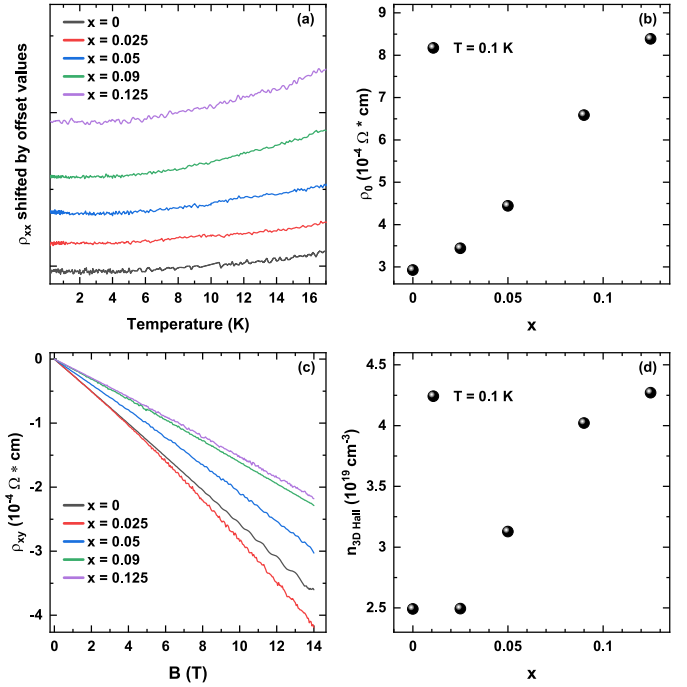 (a)
x = 0
x = 0.025
x = 0.05
x = 0.09
x = 0.125
ρxx shifted by offset values
0 2 4 6 8 10 12 14 16
Temperature (K)
(b)
T = 0.1 K
9
8
7
6
5
4
3
ρ0 (10-4 Ω * cm)
0.00 0.05 0.1
x
(c)
0
-1
-2
-3
-4
ρxy (10-4 Ω * cm)
x = 0
x = 0.025
x = 0.05
x = 0.09
x = 0.125
0 2 4 6 8 10 12 14
B (T)
(d)
T = 0.1 K
4.5
4
3.5
3
2.5
n3D Hall (1019 cm-3)
0.00 0.05 0.1
x